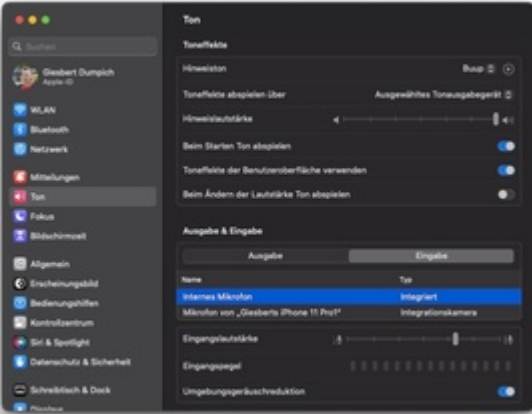 Suchen
Giesbert Dumpich
Apple-ID
WLAN
Bluetooth
Netzwerk
Mitteilungen
Ton
Fokus
Bildschirmzeit
Allgemein
Erscheinungsbild
Bedienungshilfen
Kontrollzentrum
Siri & Spotlight
Datenschutz & Sicherheit
Schreibtisch & Dock
Displays
Ton
Toneffekte
Hinweiston Buup
Toneffekte abspielen über Ausgewähltes Tonausgabegerät
Hinweislautstärke
Beim Starten Ton abspielen
Toneffekte der Benutzeroberfläche verwenden
Beim Ändern der Lautstärke Ton abspielen
Ausgabe & Eingabe
Ausgabe Eingabe
Name Typ
Internes Mikrofon Integriert
Mikrofon von „Giesberts iPhone 11 Pro1“ Integrationskamera
Eingangslautstärke
Eingangspegel
Umgebungsgeräuschreduktion